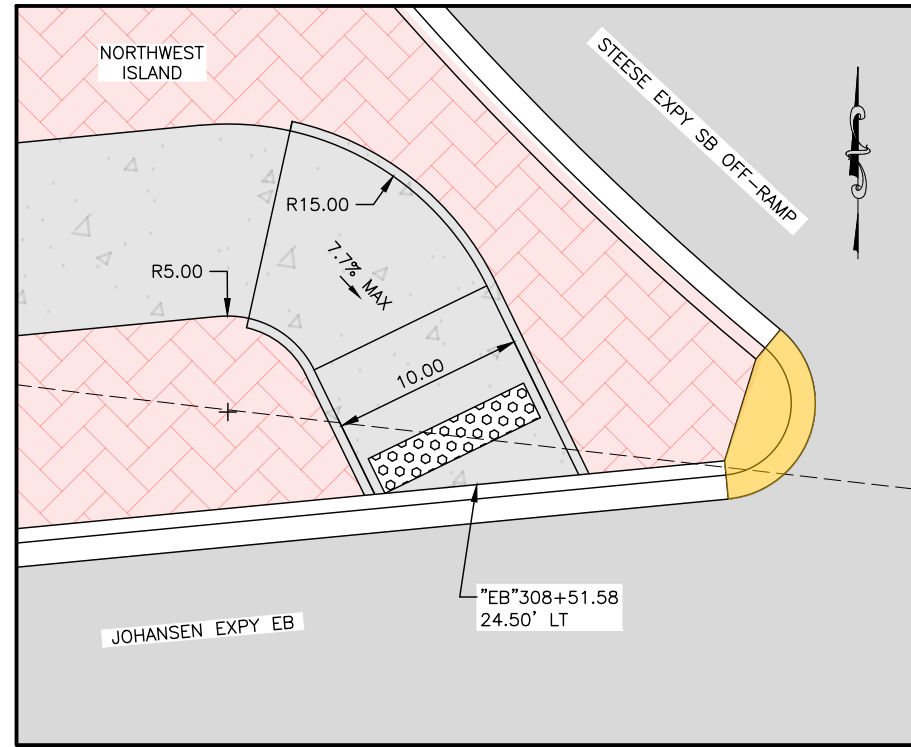 NORTHWEST
ISLAND
STEESE EXPY SB OFF-RAMP
R15.00
7.7% MAX
R5.00
10.00
"EB"308+51.58
24.50' LT
JOHANSEN EXPY EB